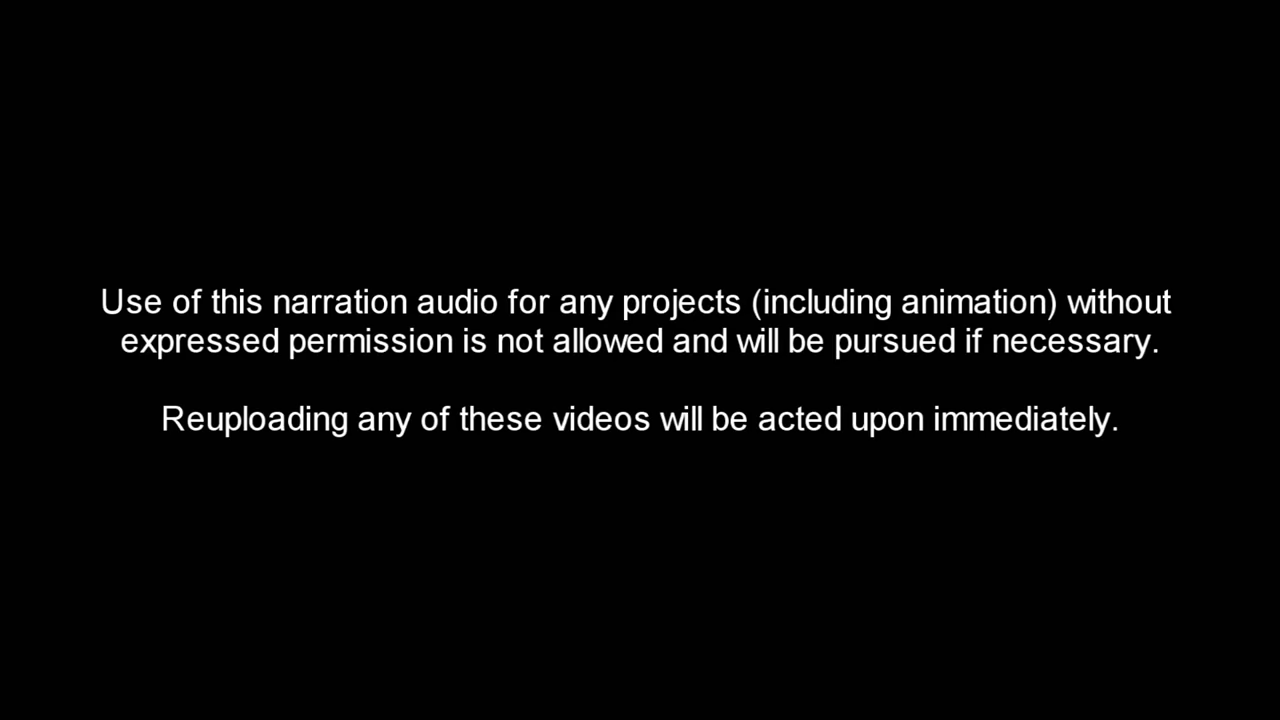 Use of this narration audio for any projects (including animation) without
expressed permission is not allowed and will be pursued if necessary.
Reuploading any of these videos will be acted upon immediately.